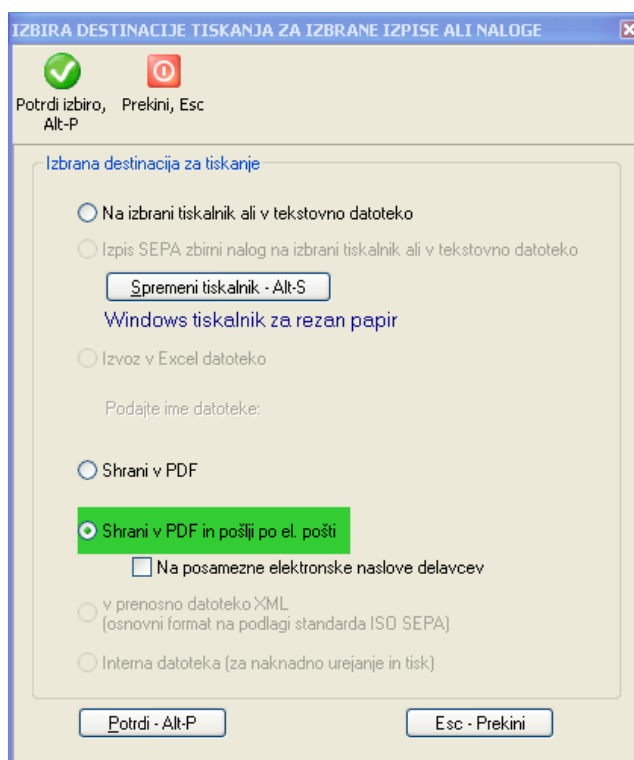 IZBIRA DESTINACIJE TISKANJA ZA IZBRANE IZPISE ALI NALOGE
Potrdi izbiro, Alt-P
Prekini, Esc
Izbrana destinacija za tiskanje
Na izbrani tiskalnik ali v tekstovno datoteko
Izpis SEPA zbirni nalog na izbrani tiskalnik ali v tekstovno datoteko
Spremeni tiskalnik - Alt-S
Windows tiskalnik za rezan papir
Izvoz v Excel datoteko
Podajte ime datoteke:
Shrani v PDF
Shrani v PDF in pošlji po el. pošti
Na posamezne elektronske naslove delavcev
v prenosno datoteko XML
(osnovni format na podlagi standarda ISO SEPA)
Interna datoteka (za naknadno urejanje in tisk)
Potrdi - Alt-P
Esc - Prekini